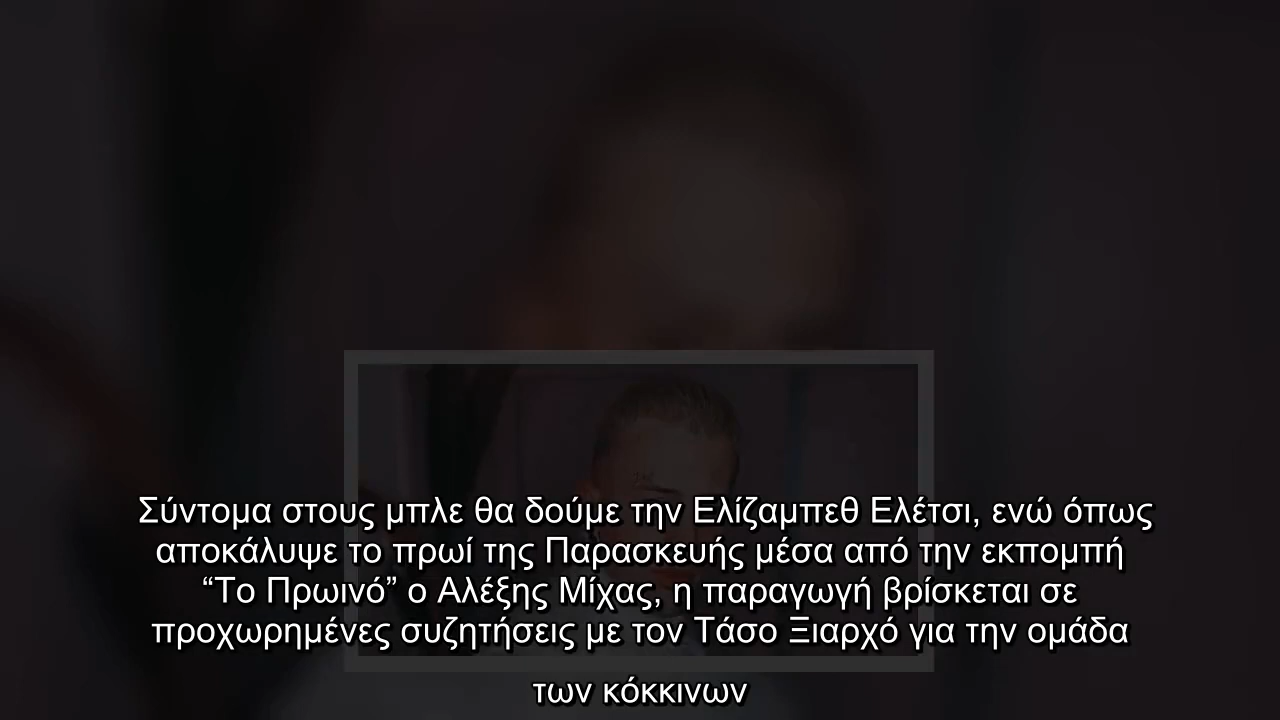 Σύντομα στους μπλε θα δούμε την Ελίζαμπεθ Ελέτσι, ενώ όπως
αποκάλυψε το πρωί της Παρασκευής μέσα από την εκπομπή
“Το Πρωινό” ο Αλέξης Μίχας, η παραγωγή βρίσκεται σε
προχωρημένες συζητήσεις με τον Τάσο Ξιαρχό για την ομάδα
των κόκκινων